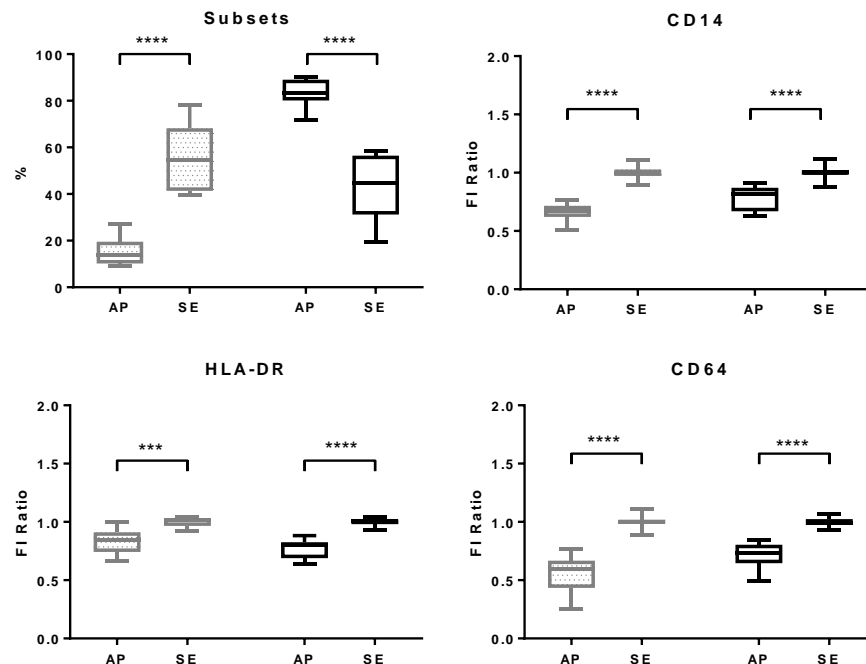 Subsets
**** ****
100
80
60
40
20
0
%
AP SE AP SE
CD14
**** ****
2.0
1.5
1.0
0.5
0.0
FI Ratio
AP SE AP SE
HLA-DR
*** ****
2.0
1.5
1.0
0.5
0.0
FI Ratio
AP SE AP SE
CD64
**** ****
2.0
1.5
1.0
0.5
0.0
FI Ratio
AP SE AP SE